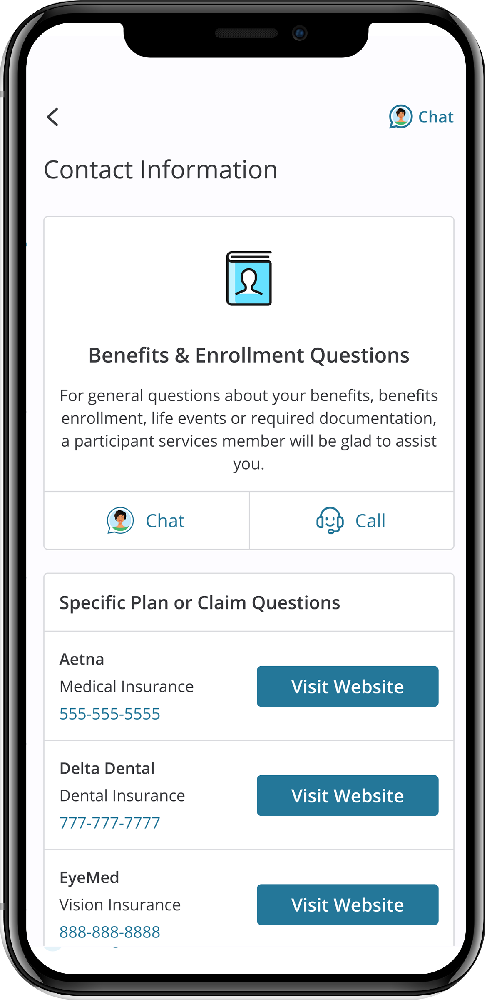 Chat
Contact Information
Benefits & Enrollment Questions
For general questions about your benefits, benefits
enrollment, life events or required documentation,
a participant services member will be glad to assist
you.
Chat
Call
Specific Plan or Claim Questions
Aetna
Medical Insurance
555-555-5555
Visit Website
Delta Dental
Dental Insurance
777-777-7777
Visit Website
EyeMed
Vision Insurance
888-888-8888
Visit Website